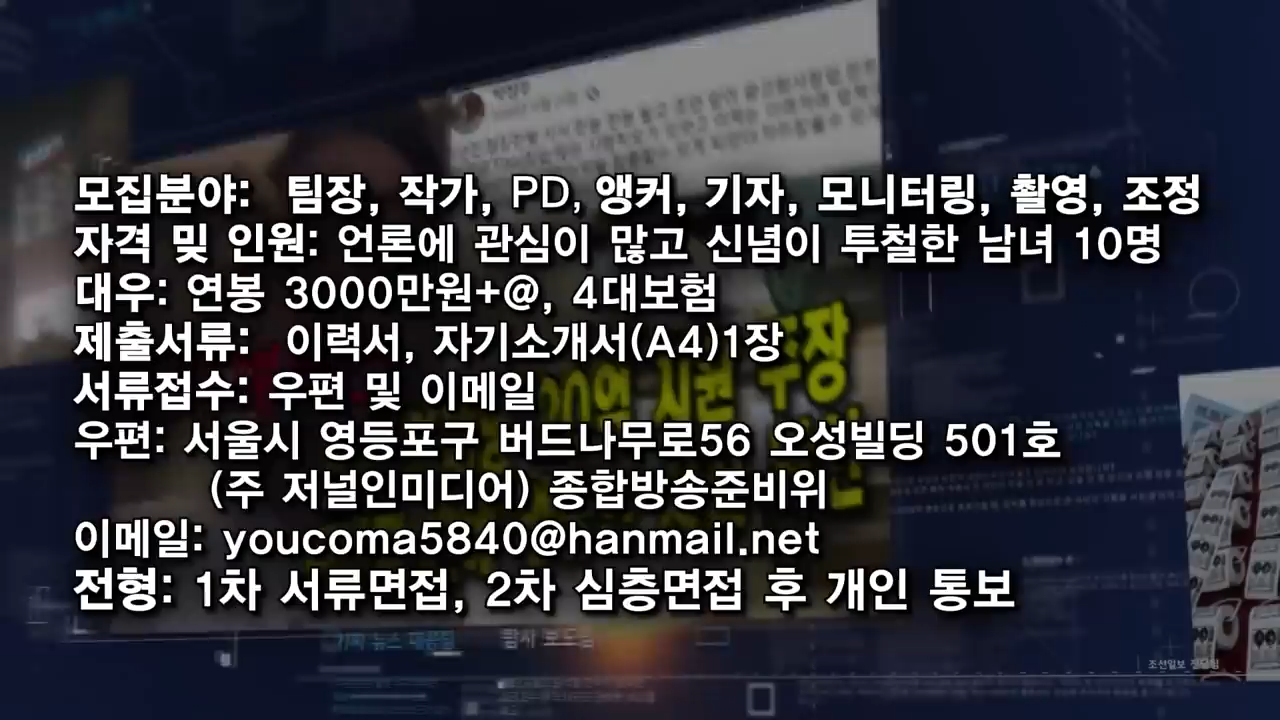 모집분야: 팀장, 작가, PD, 앵커, 기자, 모니터링, 촬영, 조정
자격 및 인원: 언론에 관심이 많고 신념이 투철한 남녀 10명
대우: 연봉 3000만원+@, 4대보험
제출서류: 이력서, 자기소개서(A4)1장
서류접수: 우편 및 이메일
우편: 서울시 영등포구 버드나무로56 오성빌딩 501호
(주 저널인미디어) 종합방송준비위
이메일: youcoma5840@hanmail.net
전형: 1차 서류면접, 2차 심층면접 후 개인 통보
조선일보